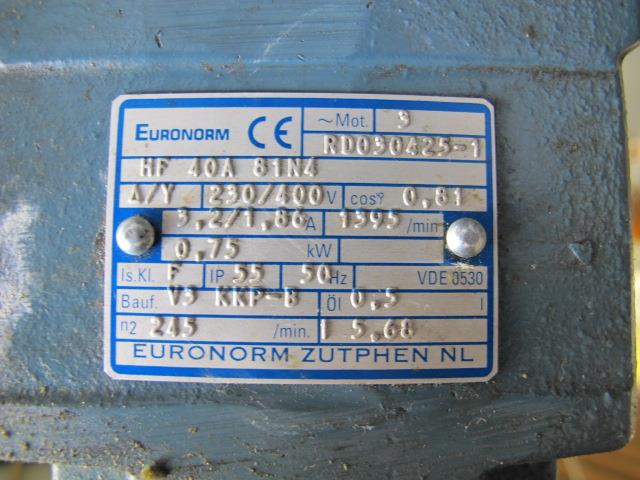 EURONORM CE ~Mot. 3
RD030425-1
HF 40A 81N4
Δ/Y 230/400 V cosφ 0,81
3,2/1,86 A 1395 /min
0,75 kW
Is.Kl. F IP 55 50 Hz VDE 0530
Bauf. V3 KKP-B Öl 0,5 l
n2 245 /min. i 5,68
EURONORM ZUTPHEN NL